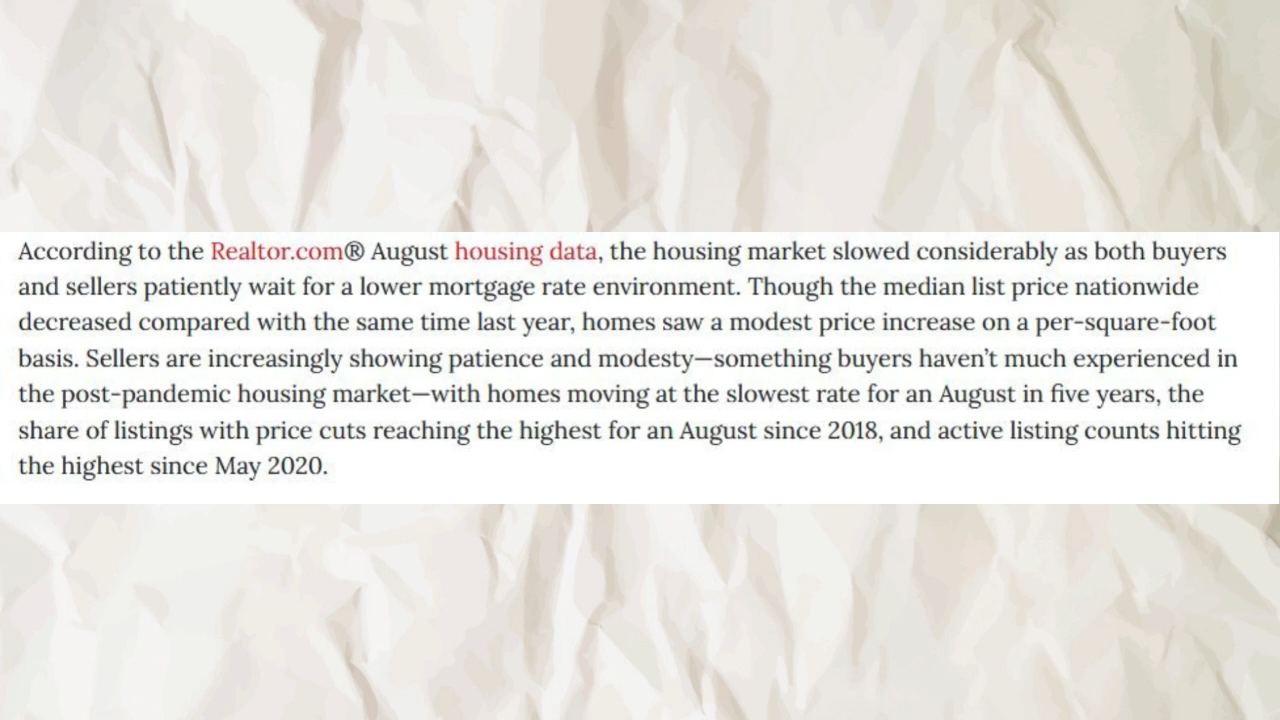 According to the Realtor.com® August housing data, the housing market slowed considerably as both buyers
and sellers patiently wait for a lower mortgage rate environment. Though the median list price nationwide
decreased compared with the same time last year, homes saw a modest price increase on a per-square-foot
basis. Sellers are increasingly showing patience and modesty—something buyers haven’t much experienced in
the post-pandemic housing market—with homes moving at the slowest rate for an August in five years, the
share of listings with price cuts reaching the highest for an August since 2018, and active listing counts hitting
the highest since May 2020.